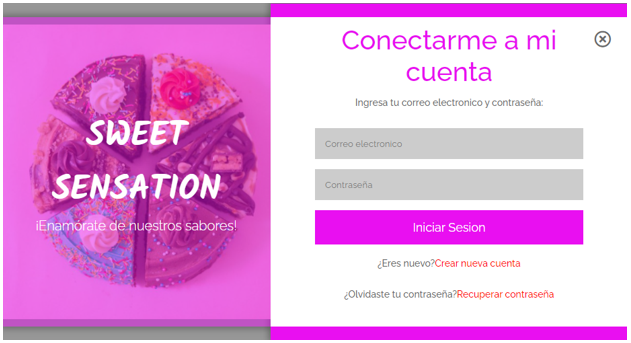 SWEET
SENSATION
¡Enamórate de nuestros sabores!
Conectarme a mi
cuenta
Ingresa tu correo electronico y contraseña:
Correo electronico
Contraseña
Iniciar Sesion
¿Eres nuevo?Crear nueva cuenta
¿Olvidaste tu contraseña?Recuperar contraseña